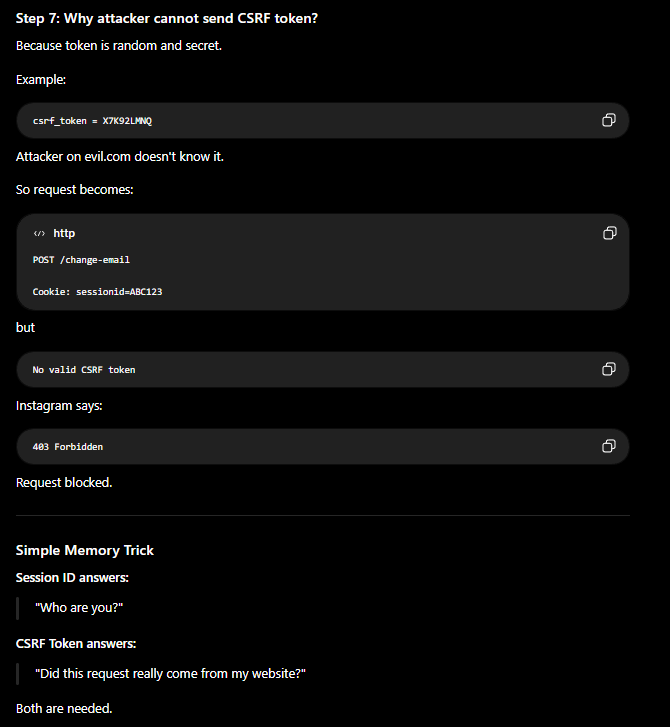 Step 7: Why attacker cannot send CSRF token?
Because token is random and secret.
Example:
csrf_token = X7K92LMNQ
Attacker on evil.com doesn't know it.
So request becomes:
</> http
POST /change-email
Cookie: sessionid=ABC123
but
No valid CSRF token
Instagram says:
403 Forbidden
Request blocked.
Simple Memory Trick
Session ID answers:
"Who are you?"
CSRF Token answers:
"Did this request really come from my website?"
Both are needed.